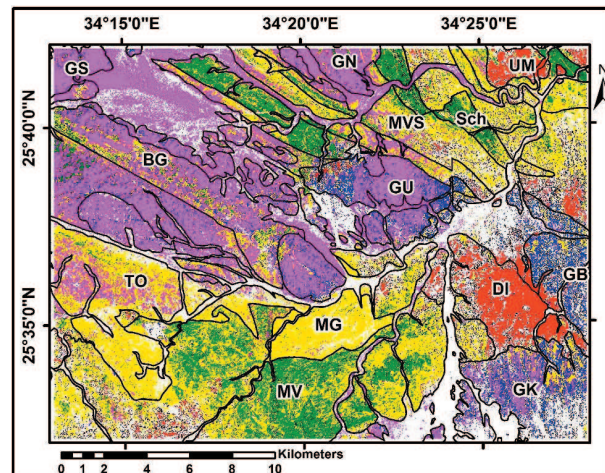 34°15'0"E 34°20'0"E 34°25'0"E
N
GS GN UM
25°40'0"N
MVS Sch
BG
GU
TO DI GB
25°35'0"N
MG
MV GK
Kilometers
0 1 2 4 6 8 10